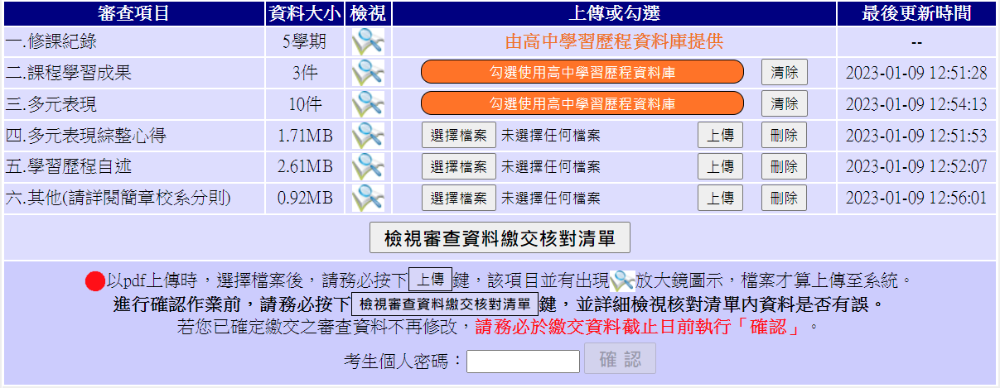 審查項目 資料大小 檢視 上傳或勾選 最後更新時間
一.修課紀錄 5學期 由高中學習歷程資料庫提供 --
二.課程學習成果 3件 勾選使用高中學習歷程資料庫 清除 2023-01-09 12:51:28
三.多元表現 10件 勾選使用高中學習歷程資料庫 清除 2023-01-09 12:54:13
四.多元表現綜整心得 1.71MB 選擇檔案 未選擇任何檔案 上傳 刪除 2023-01-09 12:51:53
五.學習歷程自述 2.61MB 選擇檔案 未選擇任何檔案 上傳 刪除 2023-01-09 12:52:07
六.其他(請詳閱簡章校系分則) 0.92MB 選擇檔案 未選擇任何檔案 上傳 刪除 2023-01-09 12:56:01
檢視審查資料繳交核對清單
以pdf上傳時，選擇檔案後，請務必按下 上傳 鍵，該項目並有出現 放大鏡圖示，檔案才算上傳至系統。
進行確認作業前，請務必按下 檢視審查資料繳交核對清單 鍵，並詳細檢視核對清單內資料是否有誤。
若您已確定繳交之審查資料不再修改，請務必於繳交資料截止日前執行「確認」。
考生個人密碼： 確認